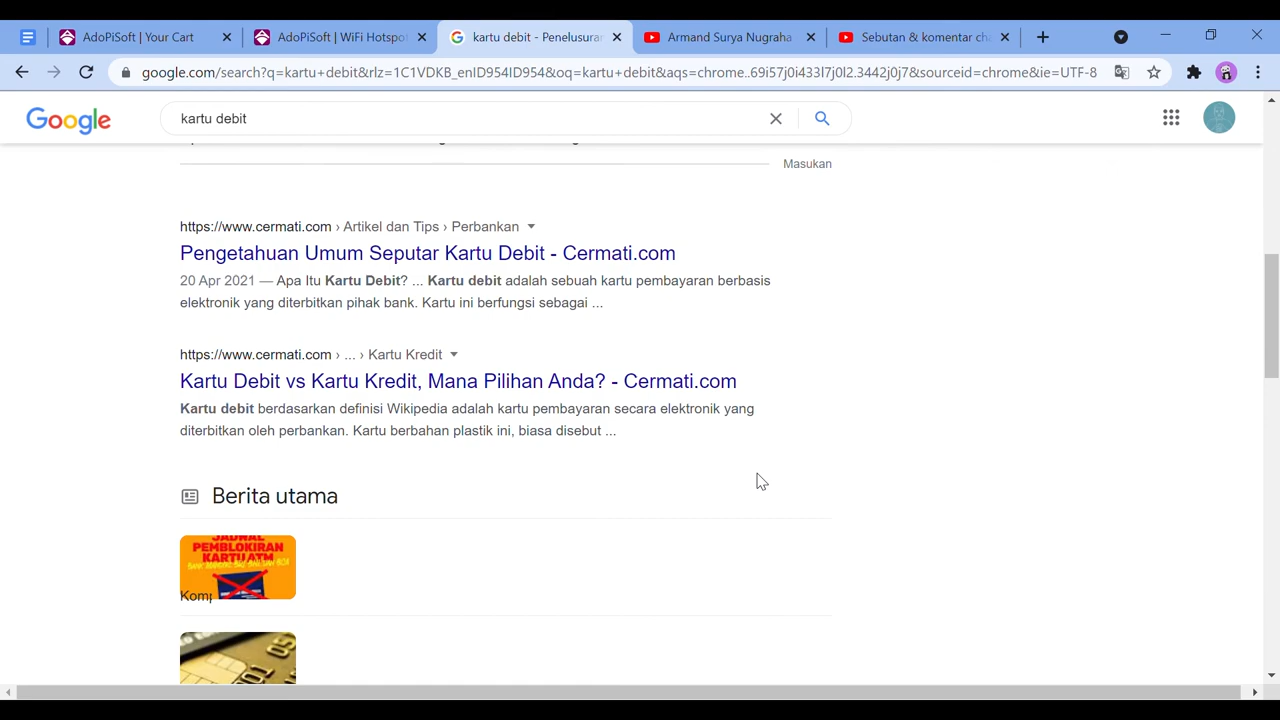 AdoPiSoft | Your Cart
AdoPiSoft | WiFi Hotspot
kartu debit - Penelusuran
Armand Surya Nugraha
Sebutan & komentar cha
google.com/search?q=kartu+debit&rlz=1C1VDKB_enID954ID954&oq=kartu+debit&aqs=chrome..69i57j0i433l7j0l2.3442j0j7&sourceid=chrome&ie=UTF-8
Google
kartu debit
Masukan
https://www.cermati.com › Artikel dan Tips › Perbankan
Pengetahuan Umum Seputar Kartu Debit - Cermati.com
20 Apr 2021 — Apa Itu Kartu Debit? ... Kartu debit adalah sebuah kartu pembayaran berbasis
elektronik yang diterbitkan pihak bank. Kartu ini berfungsi sebagai ...
https://www.cermati.com › ... › Kartu Kredit
Kartu Debit vs Kartu Kredit, Mana Pilihan Anda? - Cermati.com
Kartu debit berdasarkan definisi Wikipedia adalah kartu pembayaran secara elektronik yang
diterbitkan oleh perbankan. Kartu berbahan plastik ini, biasa disebut ...
Berita utama
JADWAL
PEMBLOKIRAN
KARTU ATM
Komp